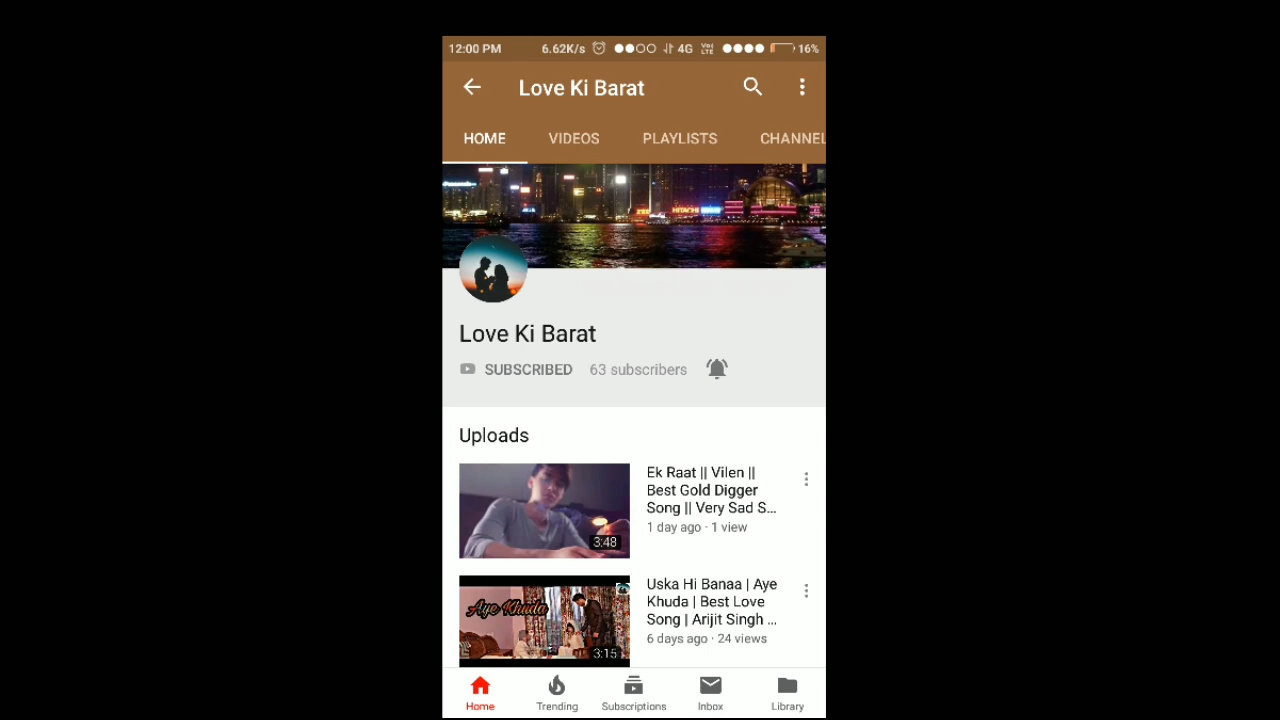 12:00 PM 6.62K/s 4G VoLTE 16%
Love Ki Barat
HOME VIDEOS PLAYLISTS CHANNEL
HITACHI
Love Ki Barat
SUBSCRIBED 63 subscribers
Uploads
Ek Raat || Vilen ||
Best Gold Digger
Song || Very Sad S...
1 day ago · 1 view
3:48
Uska Hi Banaa | Aye
Khuda | Best Love
Song | Arijit Singh ...
6 days ago · 24 views
Aye Khuda
3:15
Home Trending Subscriptions Inbox Library